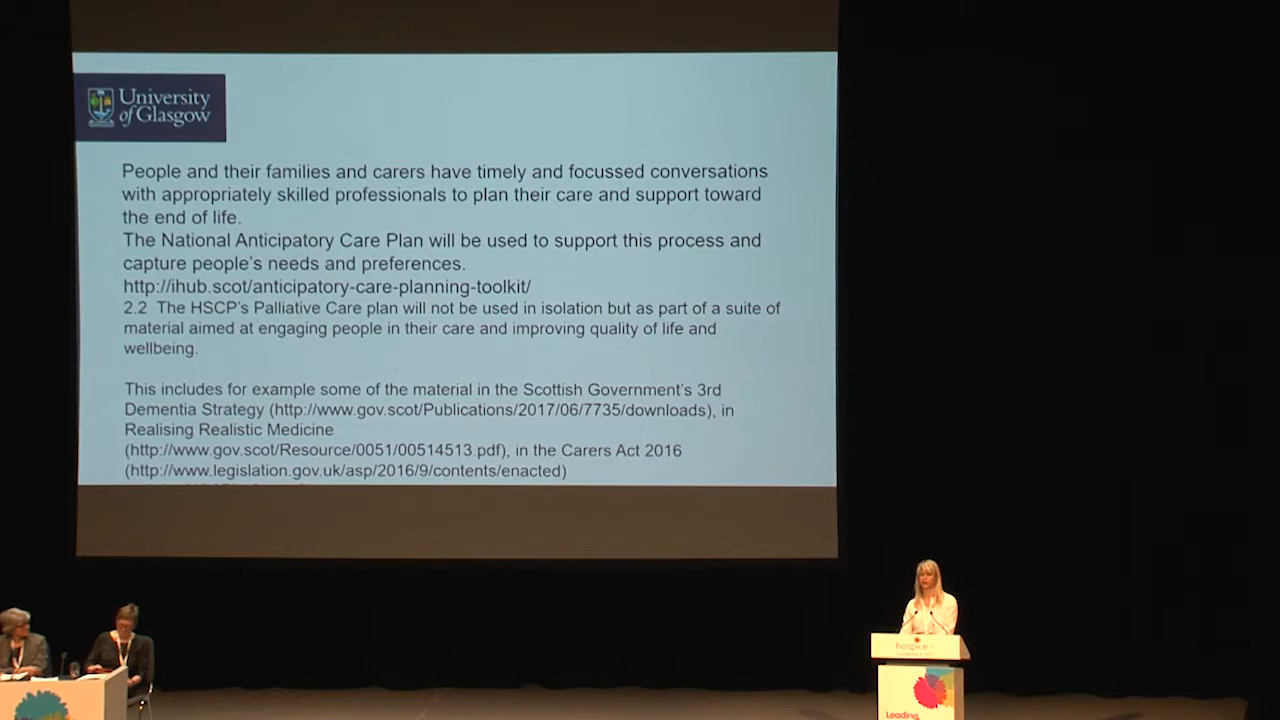 University
of Glasgow
People and their families and carers have timely and focussed conversations
with appropriately skilled professionals to plan their care and support toward
the end of life.
The National Anticipatory Care Plan will be used to support this process and
capture people's needs and preferences.
http://ihub.scot/anticipatory-care-planning-toolkit/
2.2 The HSCP's Palliative Care plan will not be used in isolation but as part of a suite of
material aimed at engaging people in their care and improving quality of life and
wellbeing.
This includes for example some of the material in the Scottish Government's 3rd
Dementia Strategy (http://www.gov.scot/Publications/2017/06/7735/downloads), in
Realising Realistic Medicine
(http://www.gov.scot/Resource/0051/00514513.pdf), in the Carers Act 2016
(http://www.legislation.gov.uk/asp/2016/9/contents/enacted)
hospice
Leading,